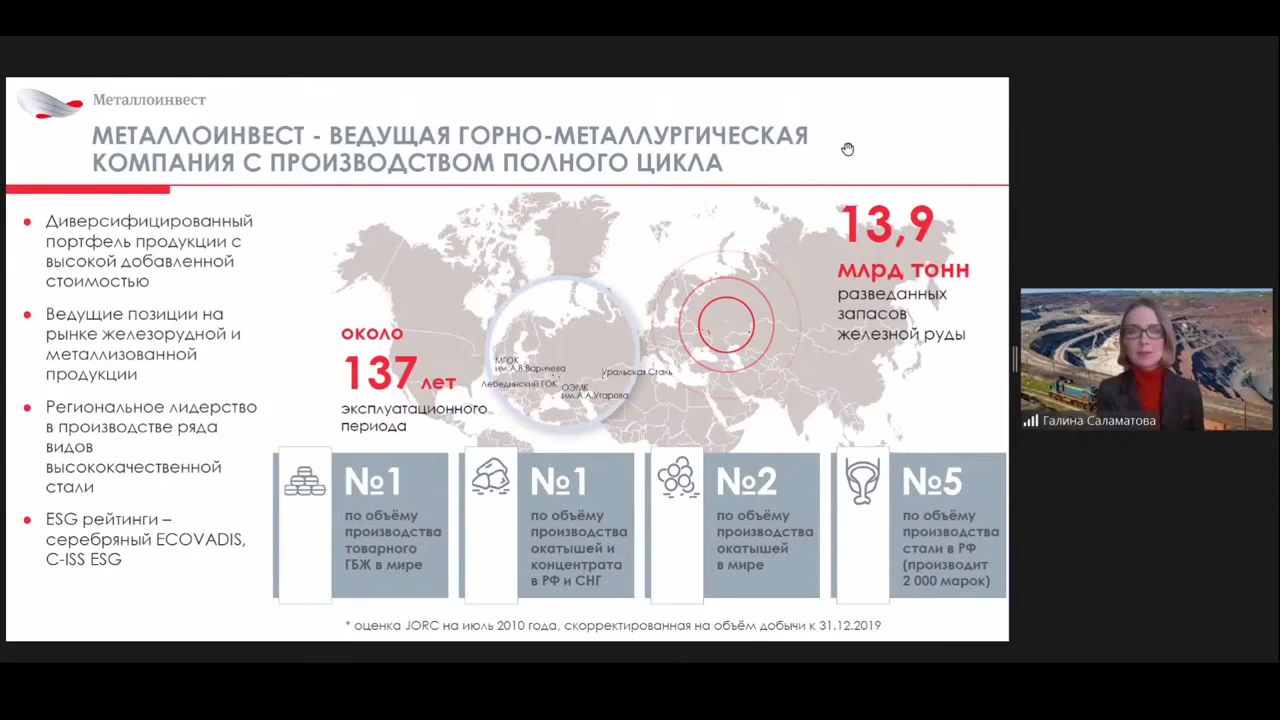 Металлоинвест
МЕТАЛЛОИНВЕСТ - ВЕДУЩАЯ ГОРНО-МЕТАЛЛУРГИЧЕСКАЯ
КОМПАНИЯ С ПРОИЗВОДСТВОМ ПОЛНОГО ЦИКЛА
Диверсифицированный
портфель продукции с
высокой добавленной
стоимостью
Ведущие позиции на
рынке железорудной и
металлизованной
продукции
Региональное лидерство
в производстве ряда
видов
высококачественной
стали
ESG рейтинги –
серебряный ECOVADIS,
C-ISS ESG
около
137 лет
эксплуатационного
периода
МГОК
им.А.В.Варичева
Лебединский ГОК
ОЭМК
им.А.А.Угарова
Уральская Сталь
13,9
млрд тонн
разведанных
запасов
железной руды
№1
по объёму
производства
товарного
ГБЖ в мире
№1
по объёму
производства
окатышей и
концентрата
в РФ и СНГ
№2
по объёму
производства
окатышей
в мире
№5
по объёму
производства
стали в РФ
(производит
2 000 марок)
* оценка JORC на июль 2010 года, скорректированная на объём добычи к 31.12.2019
Галина Саламатова